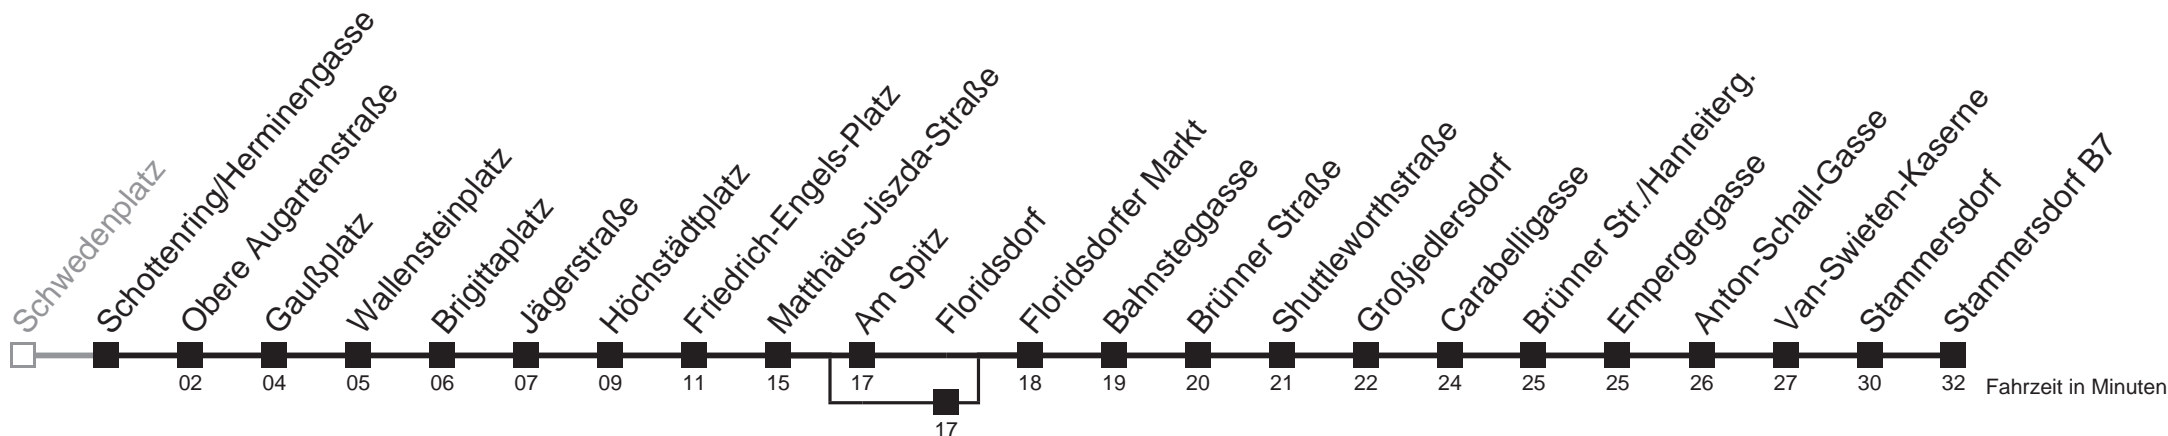 Schwedenplatz
Schottenring/Herminengasse
Obere Augartenstraße
Gaußplatz
Wallensteinplatz
Brigittaplatz
Jägerstraße
Höchstädtplatz
Friedrich-Engels-Platz
Matthäus-Jiszda-Straße
Am Spitz
Floridsdorf
Floridsdorfer Markt
Bahnsteggasse
Brünner Straße
Shuttleworthstraße
Großjedlersdorf
Carabelligasse
Brünner Str./Hanreiterg.
Empergergasse
Anton-Schall-Gasse
Van-Swieten-Kaserne
Stammersdorf
Stammersdorf B7
02 04 05 06 07 09 11 15 17 18 19 20 21 22 24 25 25 26 27 30 32 Fahrzeit in Minuten
17